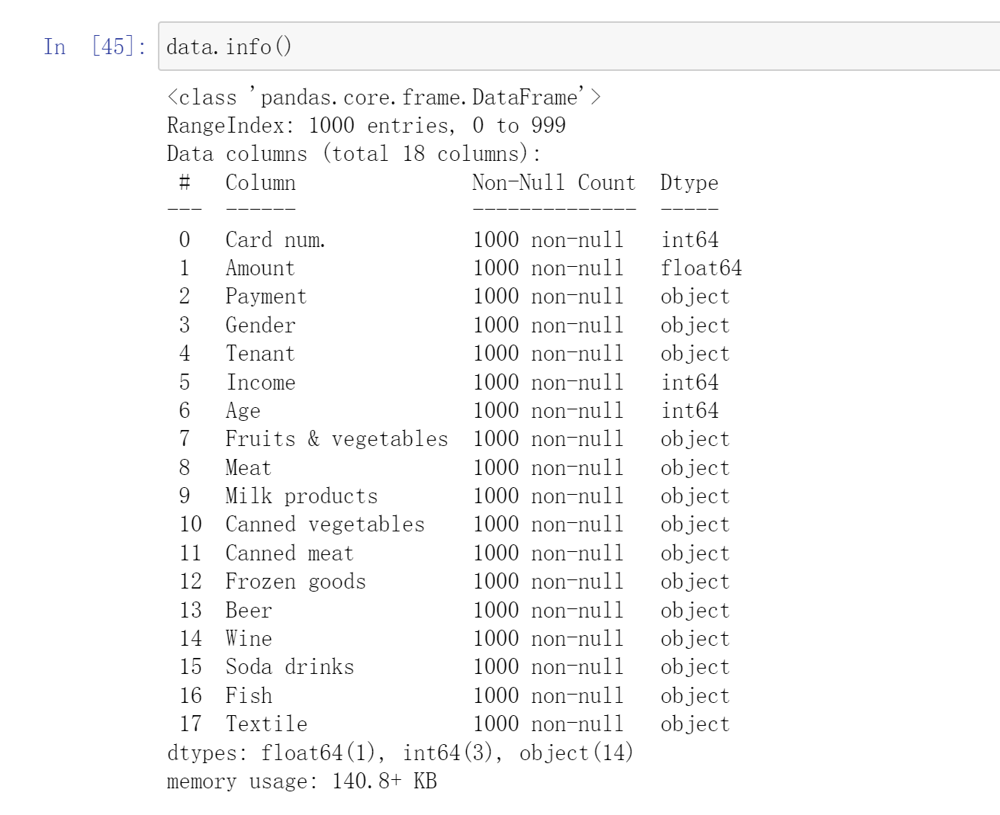 In [45]: data.info()
<class 'pandas.core.frame.DataFrame'>
RangeIndex: 1000 entries, 0 to 999
Data columns (total 18 columns):
 #   Column               Non-Null Count  Dtype
---  ------               --------------  -----
 0   Card num.            1000 non-null   int64
 1   Amount               1000 non-null   float64
 2   Payment              1000 non-null   object
 3   Gender               1000 non-null   object
 4   Tenant               1000 non-null   object
 5   Income               1000 non-null   int64
 6   Age                  1000 non-null   int64
 7   Fruits & vegetables  1000 non-null   object
 8   Meat                 1000 non-null   object
 9   Milk products        1000 non-null   object
 10  Canned vegetables    1000 non-null   object
 11  Canned meat          1000 non-null   object
 12  Frozen goods         1000 non-null   object
 13  Beer                 1000 non-null   object
 14  Wine                 1000 non-null   object
 15  Soda drinks          1000 non-null   object
 16  Fish                 1000 non-null   object
 17  Textile              1000 non-null   object
dtypes: float64(1), int64(3), object(14)
memory usage: 140.8+ KB